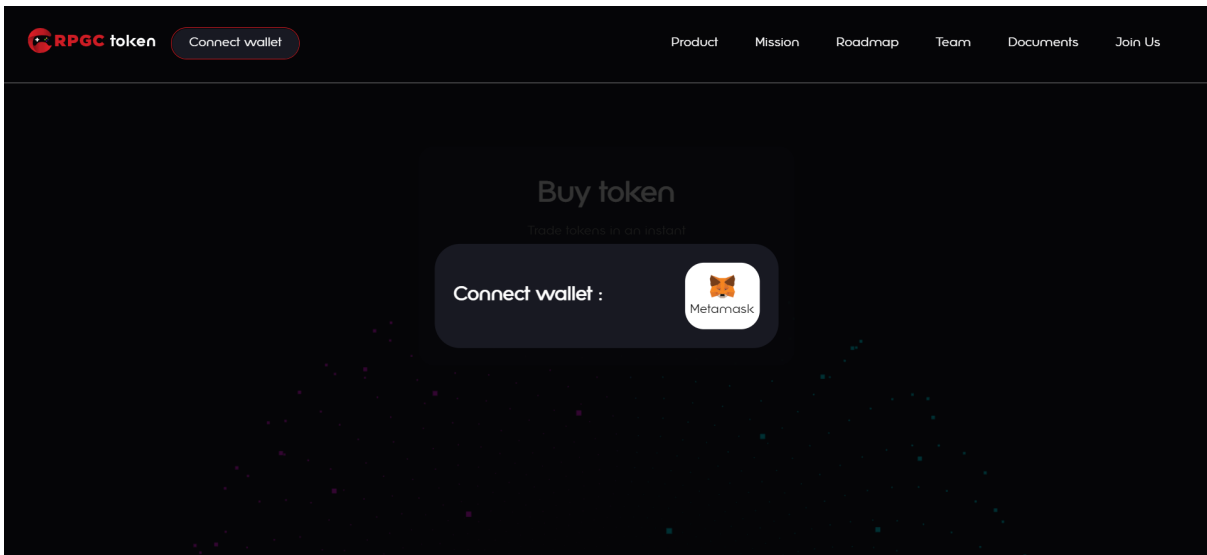 RPGC token Connect wallet Product Mission Roadmap Team Documents Join Us
Buy token
Trade tokens in an instant
Connect wallet :
Metamask